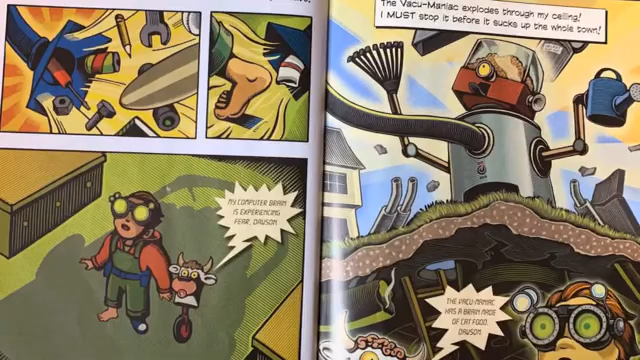 MY COMPUTER BRAIN
IS EXPERIENCING
FEAR, DAWSON.
The Vacu-Maniac explodes through my ceiling!
I MUST stop it before it sucks up the whole town!
THE VACU-MANIAC
HAS A BRAIN MADE
OF CAT FOOD,
DAWSON.